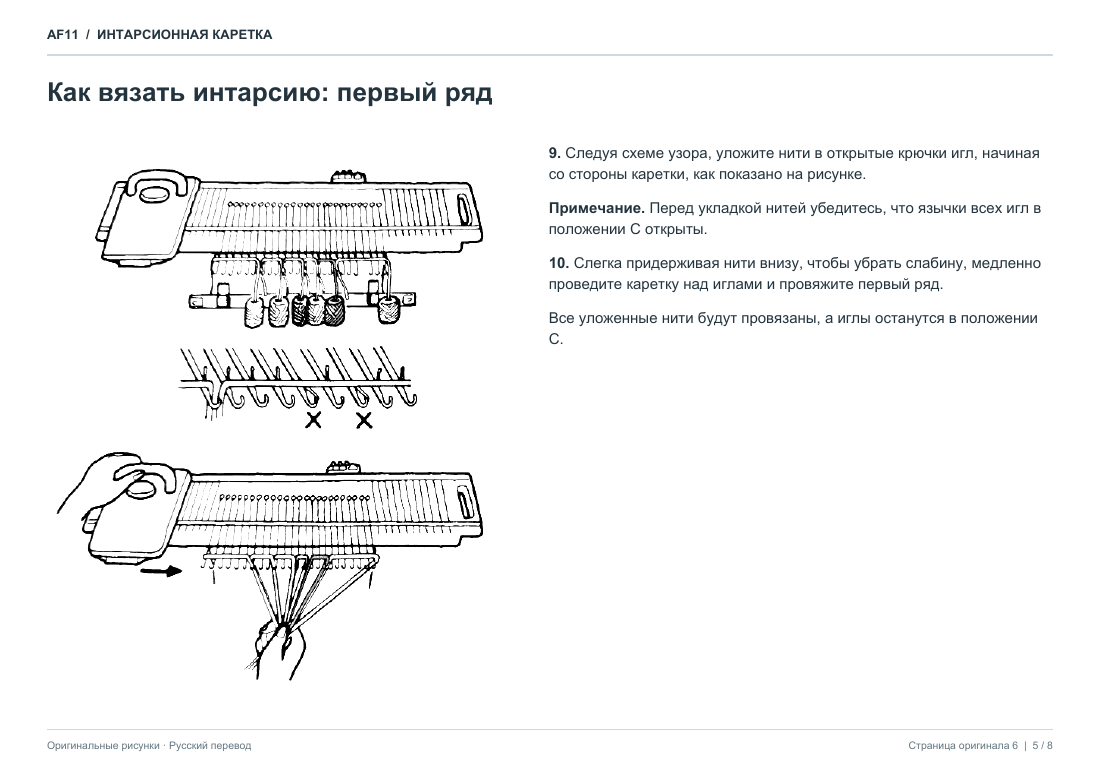 AF11 / ИНТАРСИОННАЯ КАРЕТКА
Как вязать интарсию: первый ряд
9. Следуя схеме узора, уложите нити в открытые крючки игл, начиная
со стороны каретки, как показано на рисунке.
Примечание. Перед укладкой нитей убедитесь, что язычки всех игл в
положении С открыты.
10. Слегка придерживая нити внизу, чтобы убрать слабину, медленно
проведите каретку над иглами и провяжите первый ряд.
Все уложенные нити будут провязаны, а иглы останутся в положении
С.
Оригинальные рисунки · Русский перевод
Страница оригинала 6 | 5 / 8